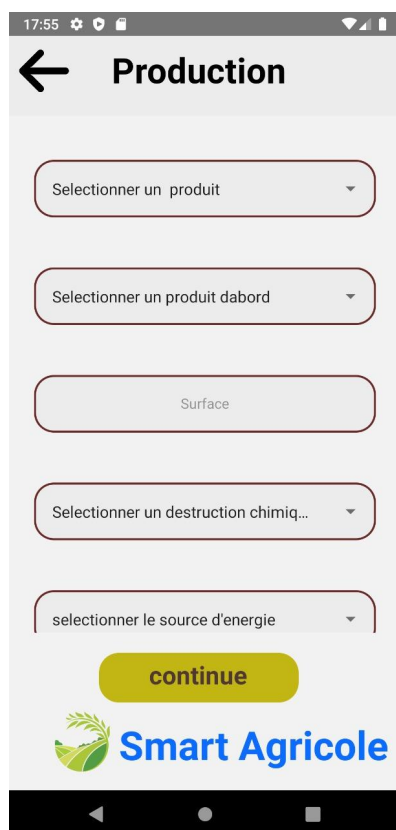 17:55
Production
Selectionner un produit
Selectionner un produit dabord
Surface
Selectionner un destruction chimiq...
selectionner le source d'energie
continue
Smart Agricole